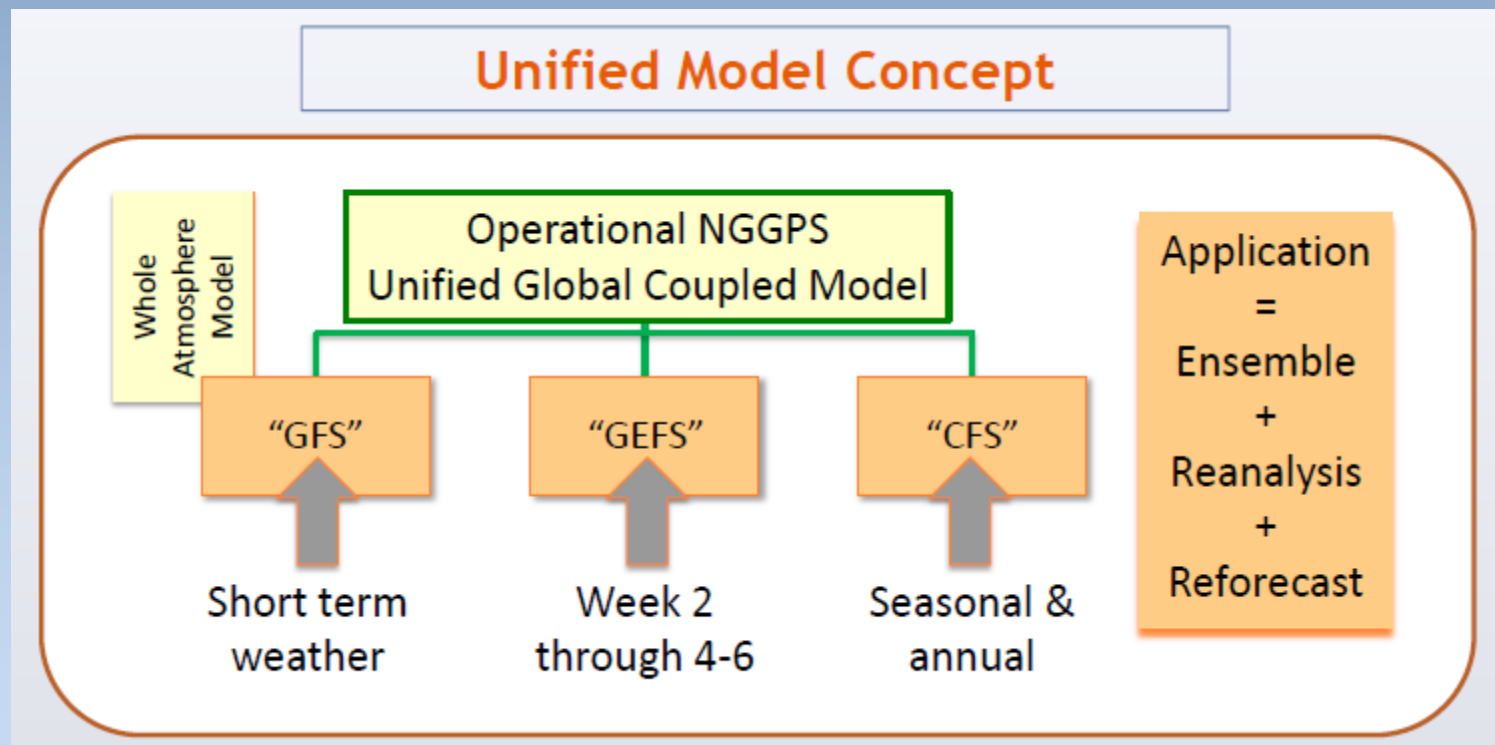 Unified Model Concept
Whole
Atmosphere
Model
Operational NGGPS
Unified Global Coupled Model
“GFS”
“GEFS”
“CFS”
Short term
weather
Week 2
through 4-6
Seasonal &
annual
Application
=
Ensemble
+
Reanalysis
+
Reforecast